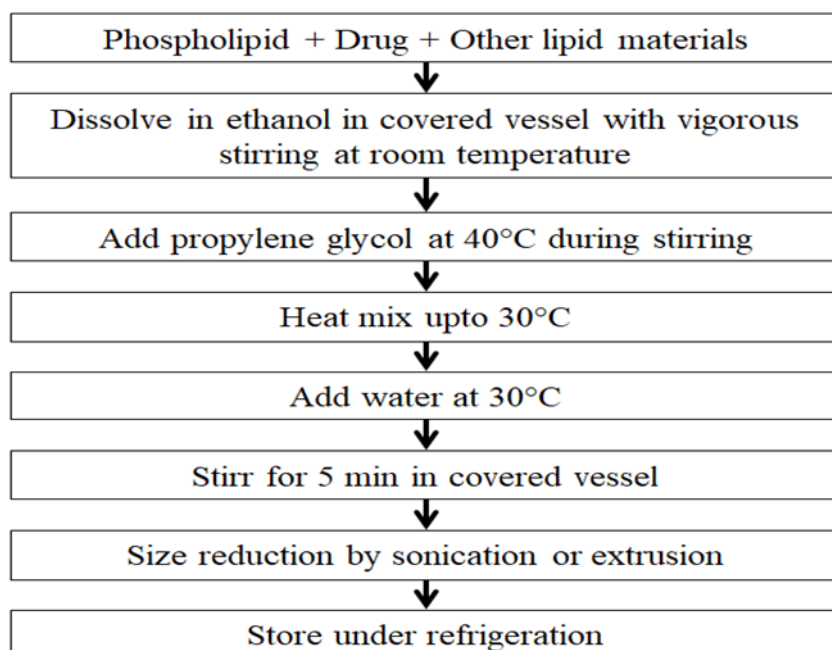 Phospholipid + Drug + Other lipid materials
Dissolve in ethanol in covered vessel with vigorous
stirring at room temperature
Add propylene glycol at 40°C during stirring
Heat mix upto 30°C
Add water at 30°C
Stirr for 5 min in covered vessel
Size reduction by sonication or extrusion
Store under refrigeration